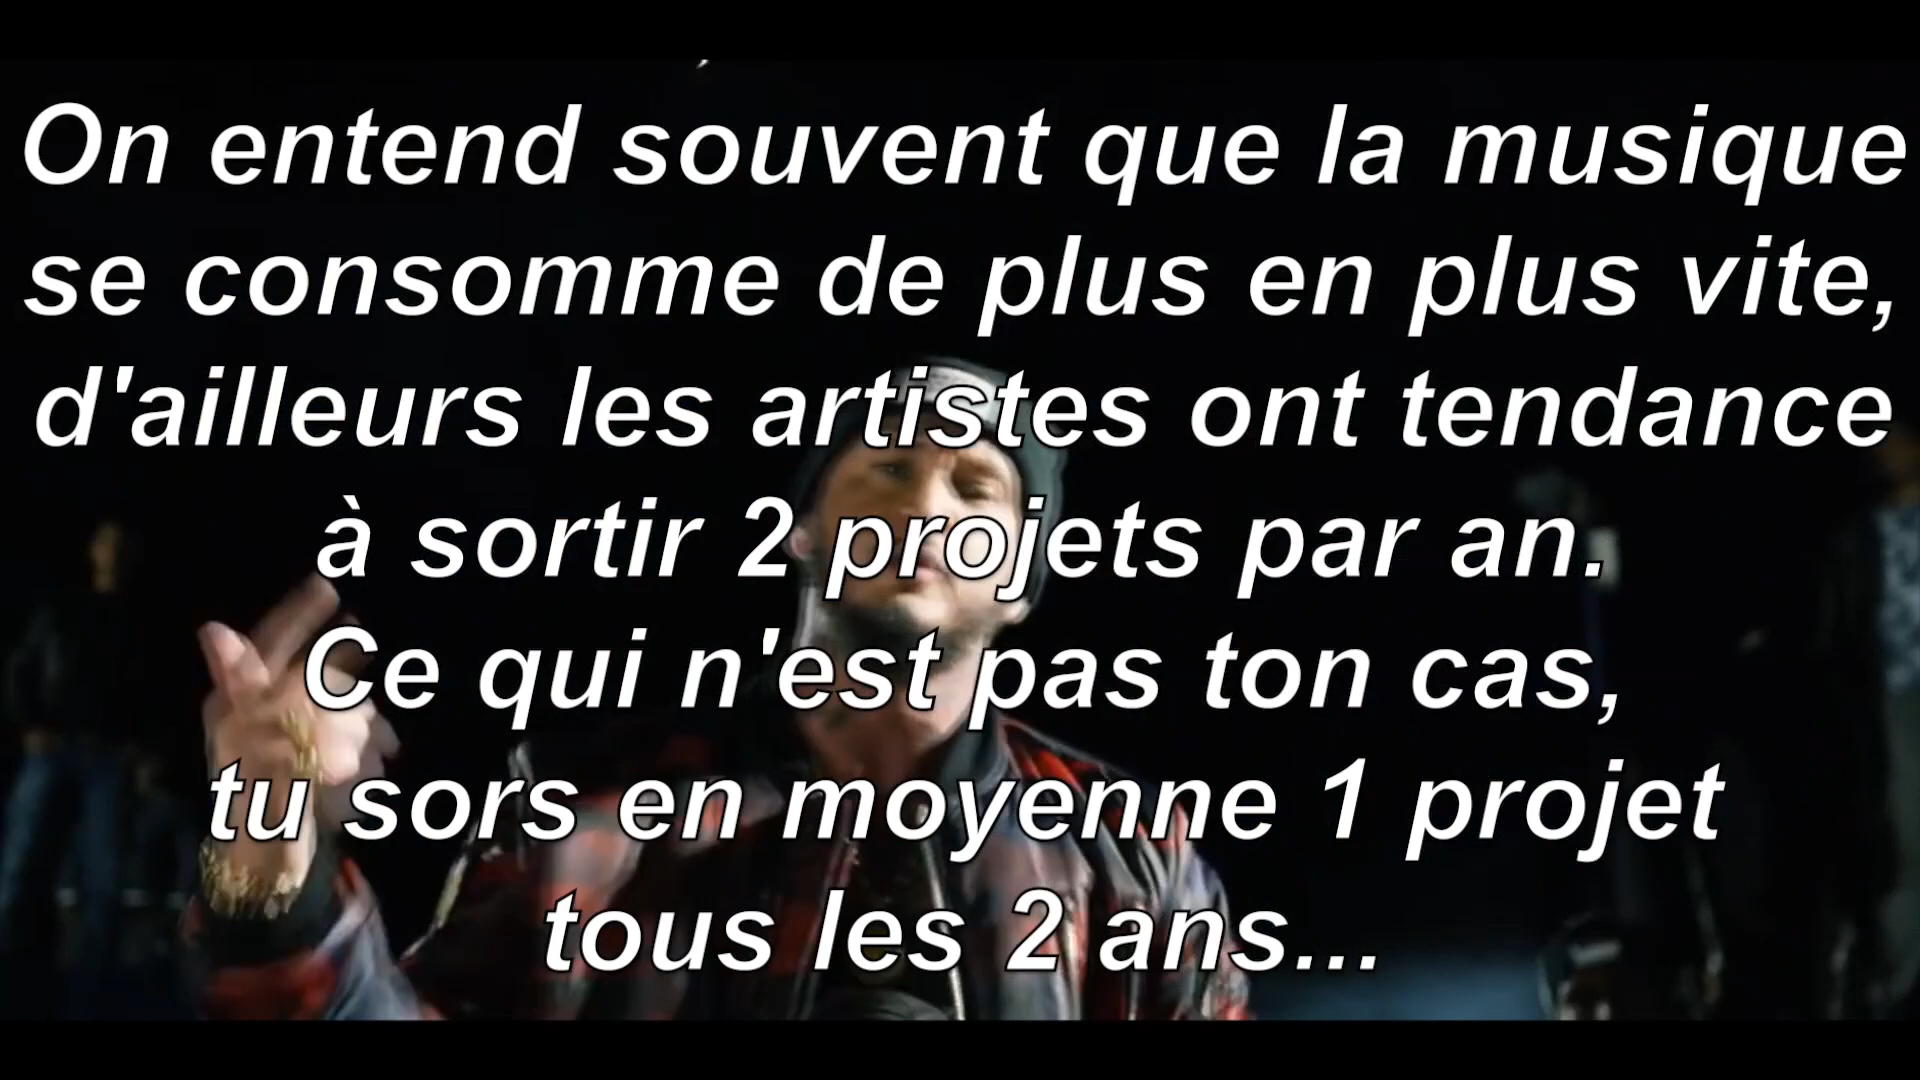 On entend souvent que la musique
se consomme de plus en plus vite,
d'ailleurs les artistes ont tendance
à sortir 2 projets par an.
Ce qui n'est pas ton cas,
tu sors en moyenne 1 projet
tous les 2 ans...